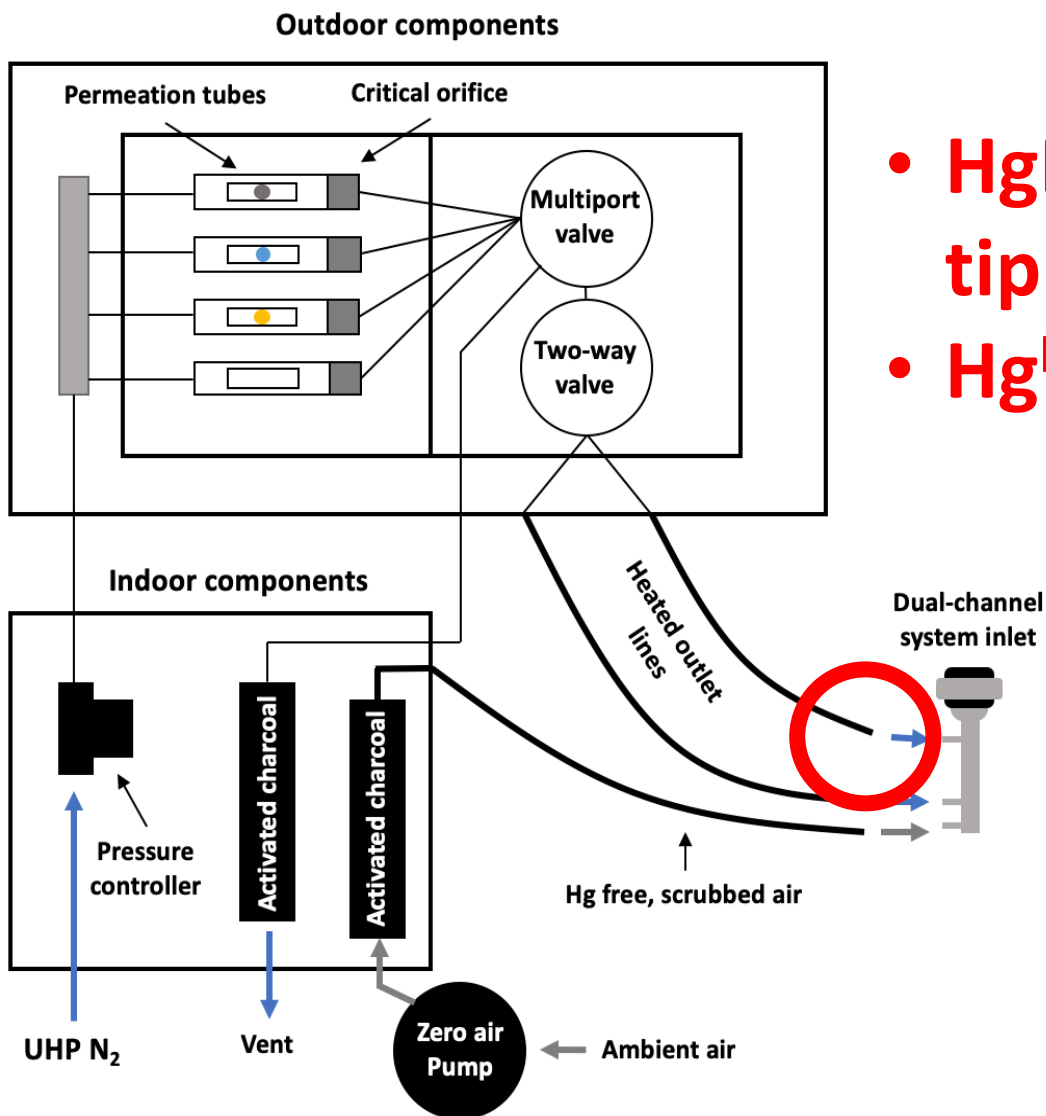 Outdoor components
Permeation tubes
Critical orifice
Multiport
valve
Two-way
valve
tip
Indoor components
Heated outlet
lines
Dual-channel
system inlet
Activated charcoal
Activated charcoal
Pressure
controller
Hg free, scrubbed air
UHP N₂
Vent
Zero air
Pump
Ambient air